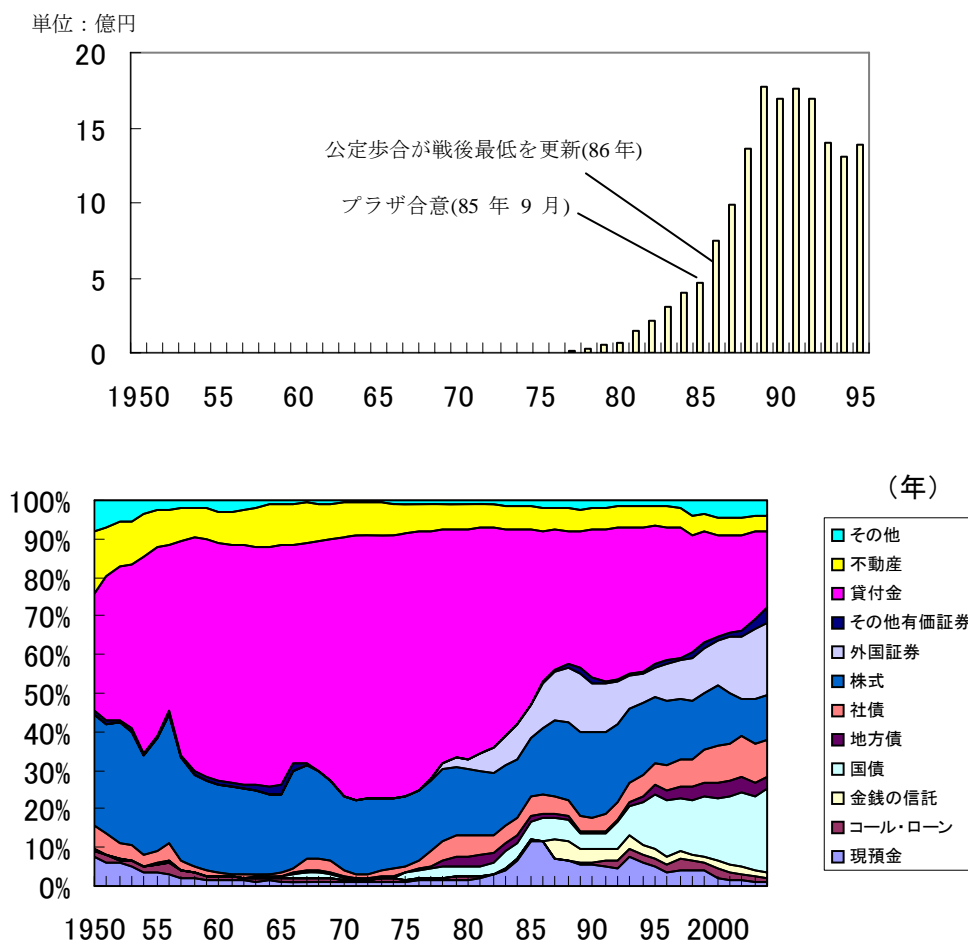 単位：億円
20
15
公定歩合が戦後最低を更新(86年)
プラザ合意(85 年 9 月)
10
5
0
1950 55 60 65 70 75 80 85 90 95
(年)
100%
90%
80%
70%
60%
50%
40%
30%
20%
10%
0%
1950 55 60 65 70 75 80 85 90 95 2000
その他
不動産
貸付金
その他有価証券
外国証券
株式
社債
地方債
国債
金銭の信託
コール・ローン
現預金